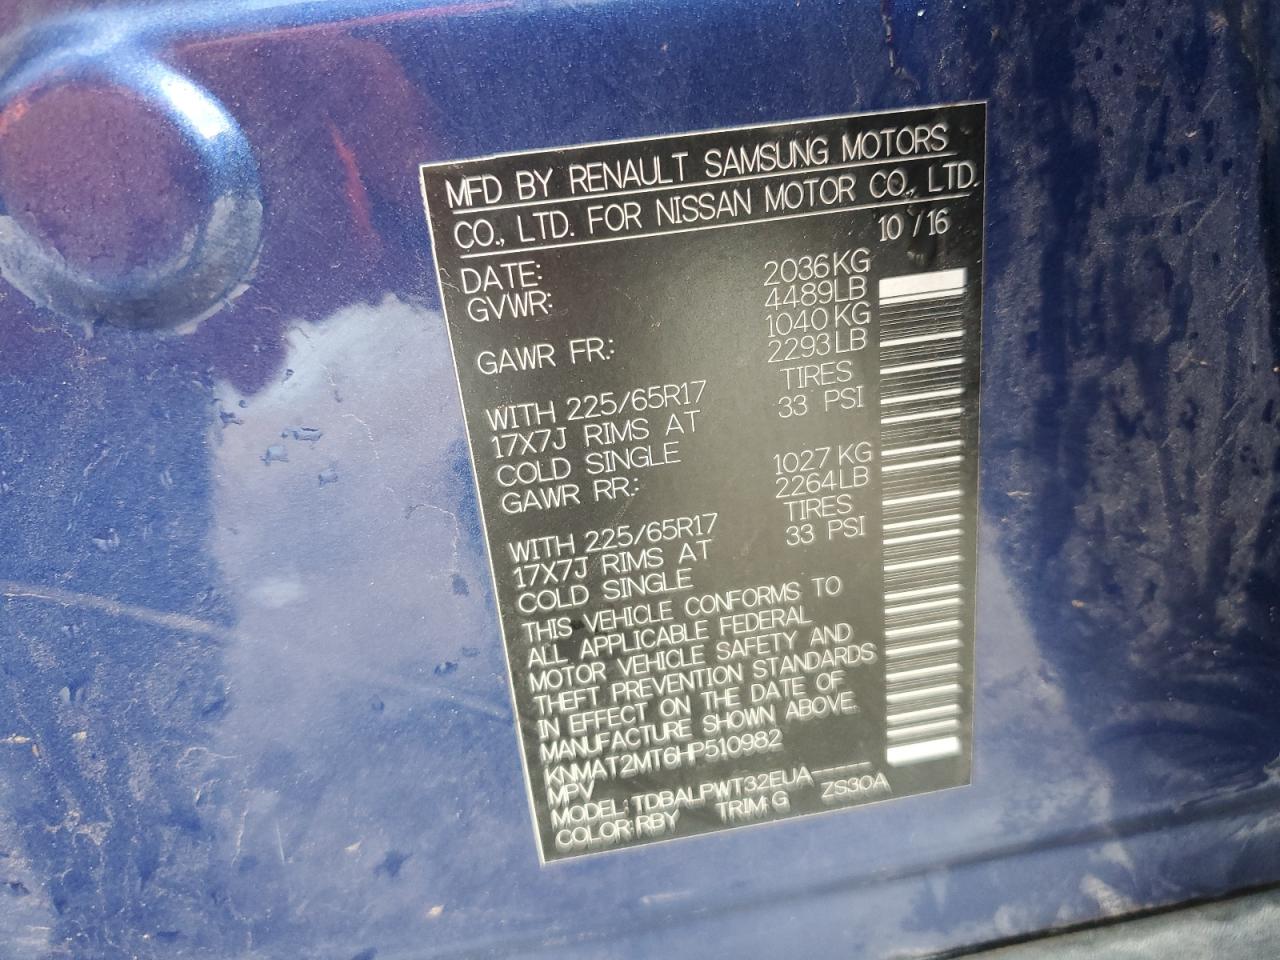 MFD BY RENAULT SAMSUNG MOTORS
CO., LTD. FOR NISSAN MOTOR CO., LTD.
DATE: 10 / 16
GVWR: 2036KG
4489LB
GAWR FR.: 1040KG
2293LB
WITH 225/65R17 TIRES
17X7J RIMS AT 33 PSI
COLD SINGLE
GAWR RR.: 1027KG
2264LB
WITH 225/65R17 TIRES
17X7J RIMS AT 33 PSI
COLD SINGLE
THIS VEHICLE CONFORMS TO
ALL APPLICABLE FEDERAL
MOTOR VEHICLE SAFETY AND
THEFT PREVENTION STANDARDS
IN EFFECT ON THE DATE OF
MANUFACTURE SHOWN ABOVE.
KNMAT2MT6HP510982
MPV
MODEL: TDBALPWT32EUA-----
COLOR: RBY TRIM: G ZS30A